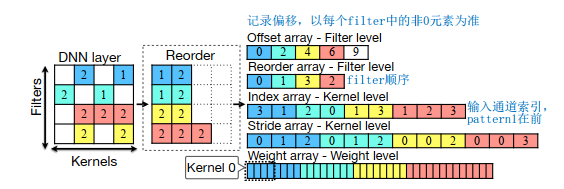 记录偏移，以每个filter中的非0元素为准
Offset array - Filter level
0 2 4 6 9
Reorder array - Filter level
0 1 3 2 filter顺序
Index array - Kernel level
3 1 2 0 1 3 1 2 3
输入通道索引，
pattern1在前
Stride array - Kernel level
0 1 2 0 1 2 0 0 2 0 0 3
Weight array - Weight level
Kernel 0
DNN layer
Filters
2 1
2 1
2 2 2
2 2
Kernels
Reorder
1 2
1 2
2 2
2 2 2